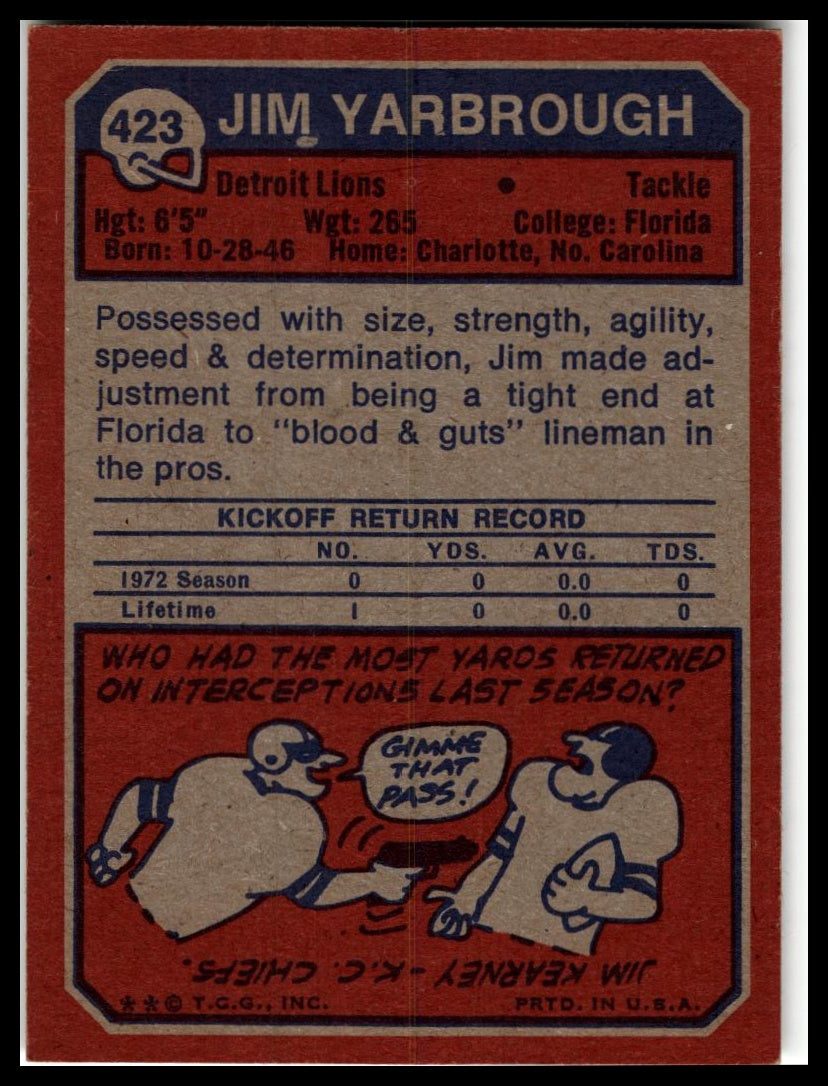 423 JIM YARBROUGH
Detroit Lions • Tackle
Hgt: 6'5" Wgt: 265 College: Florida
Born: 10-28-46 Home: Charlotte, No. Carolina
Possessed with size, strength, agility,
speed & determination, Jim made ad-
justment from being a tight end at
Florida to "blood & guts" lineman in
the pros.
KICKOFF RETURN RECORD
NO. YDS. AVG. TDS.
1972 Season 0 0 0.0 0
Lifetime 1 0 0.0 0
WHO HAD THE MOST YARDS RETURNED
ON INTERCEPTIONS LAST SEASON?
GIMME
THAT
PASS!
JIM KEARNEY - K.C. CHIEFS.
**© T.C.G., INC. PRTD. IN U.S.A.